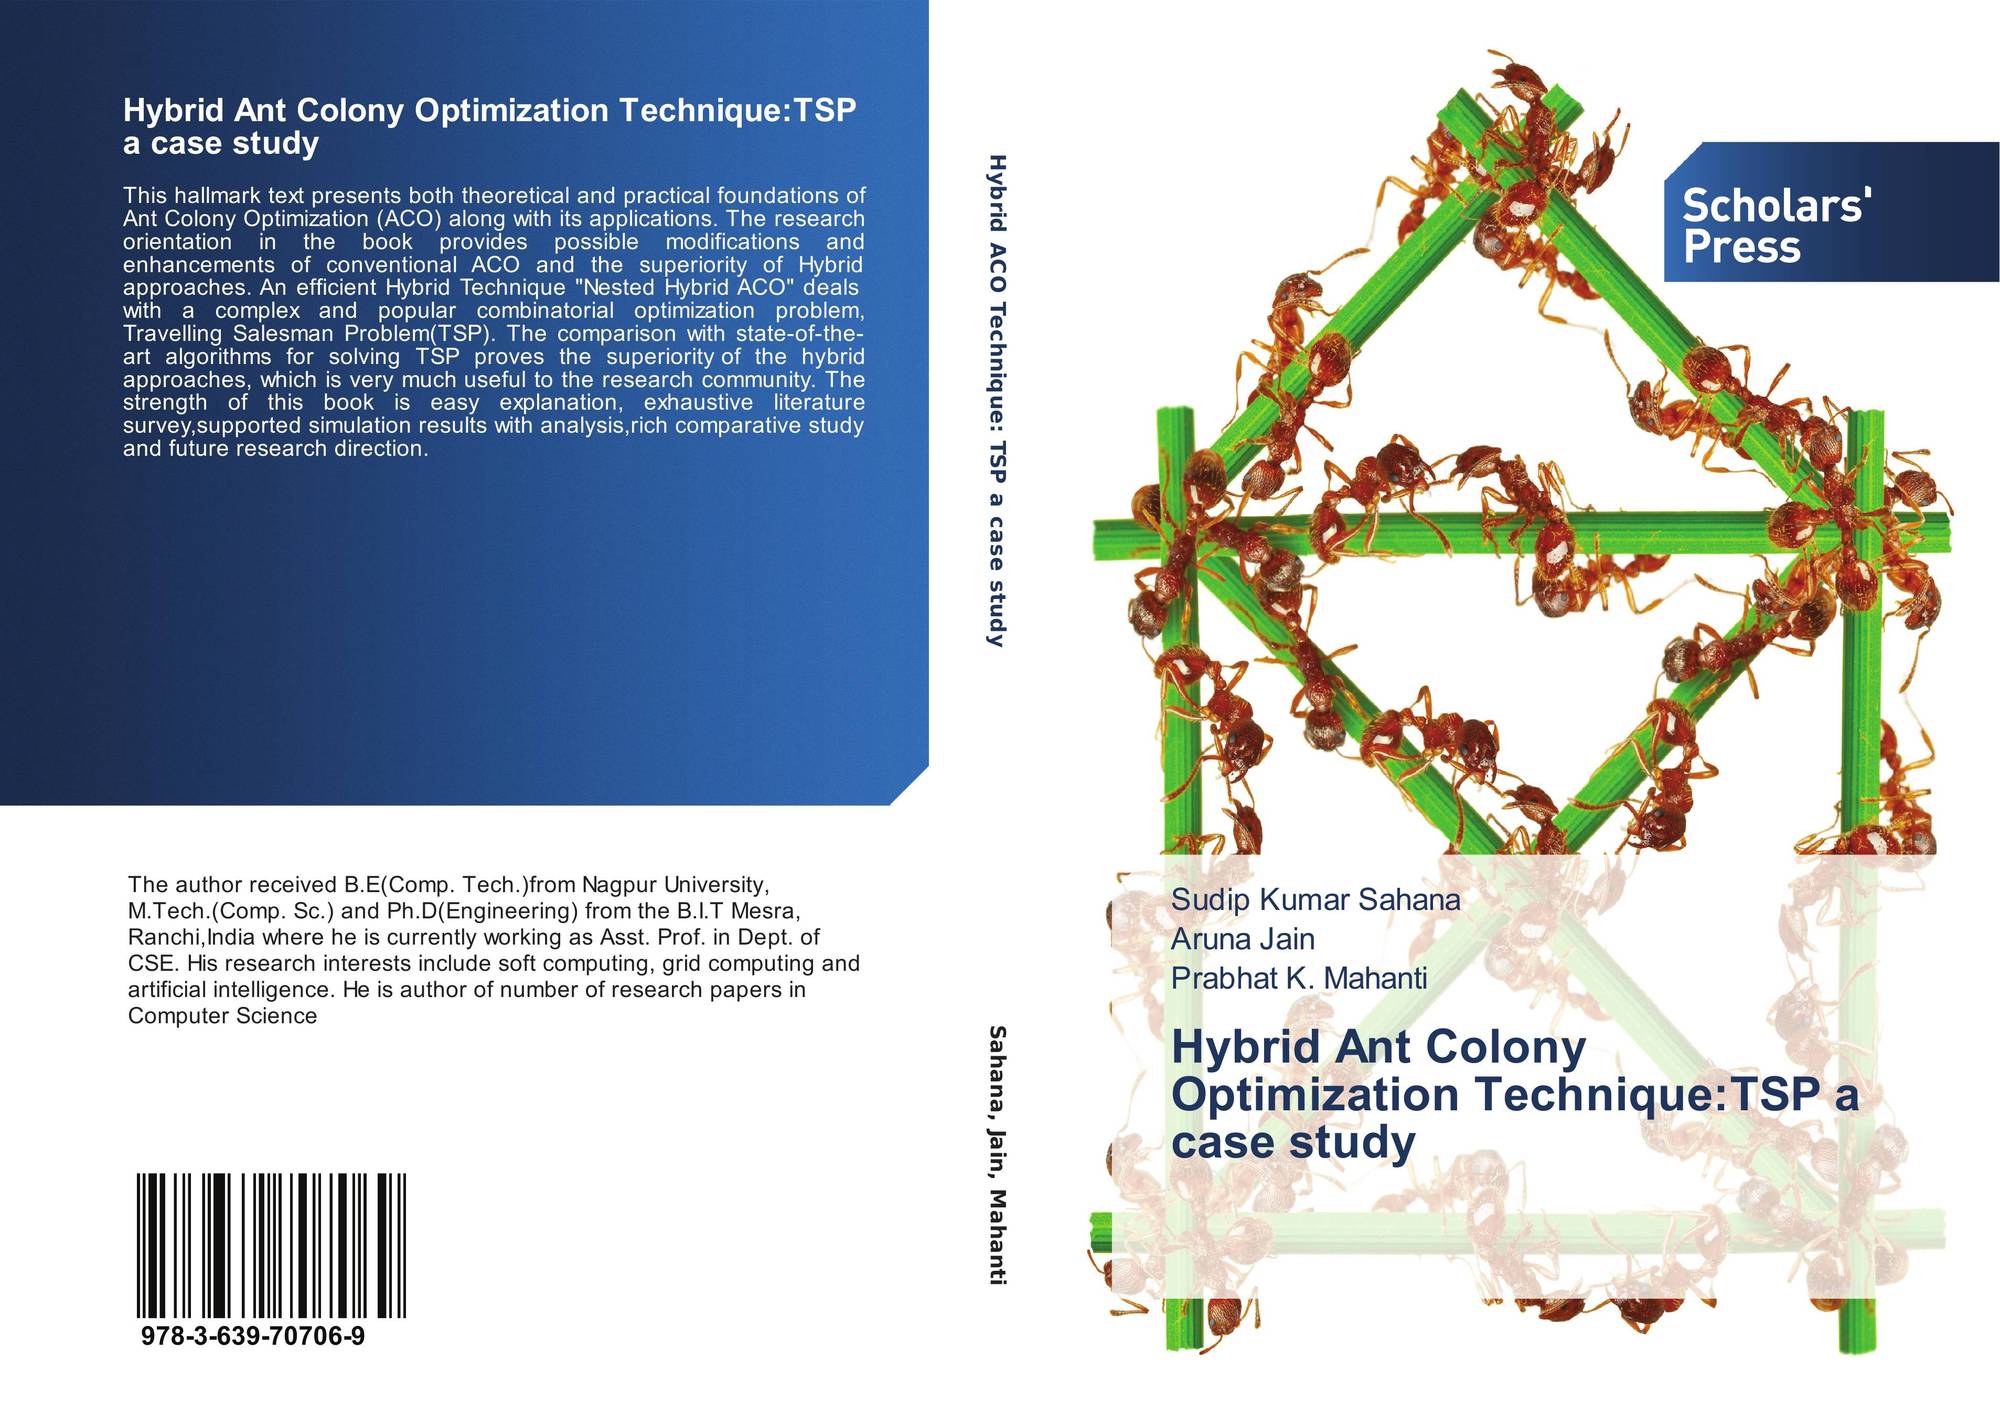 Hybrid Ant Colony Optimization Technique:TSP
a case study
This hallmark text presents both theoretical and practical foundations of
Ant Colony Optimization (ACO) along with its applications. The research
orientation in the book provides possible modifications and
enhancements of conventional ACO and the superiority of Hybrid
approaches. An efficient Hybrid Technique "Nested Hybrid ACO" deals
with a complex and popular combinatorial optimization problem,
Travelling Salesman Problem(TSP). The comparison with state-of-the-
art algorithms for solving TSP proves the superiority of the hybrid
approaches, which is very much useful to the research community. The
strength of this book is easy explanation, exhaustive literature
survey,supported simulation results with analysis,rich comparative study
and future research direction.
The author received B.E(Comp. Tech.)from Nagpur University,
M.Tech.(Comp. Sc.) and Ph.D(Engineering) from the B.I.T Mesra,
Ranchi,India where he is currently working as Asst. Prof. in Dept. of
CSE. His research interests include soft computing, grid computing and
artificial intelligence. He is author of number of research papers in
Computer Science
978-3-639-70706-9
Hybrid ACO Technique: TSP a case study
Sahana, Jain, Mahanti
Scholars'
Press
Sudip Kumar Sahana
Aruna Jain
Prabhat K. Mahanti
Hybrid Ant Colony
Optimization Technique:TSP a
case study